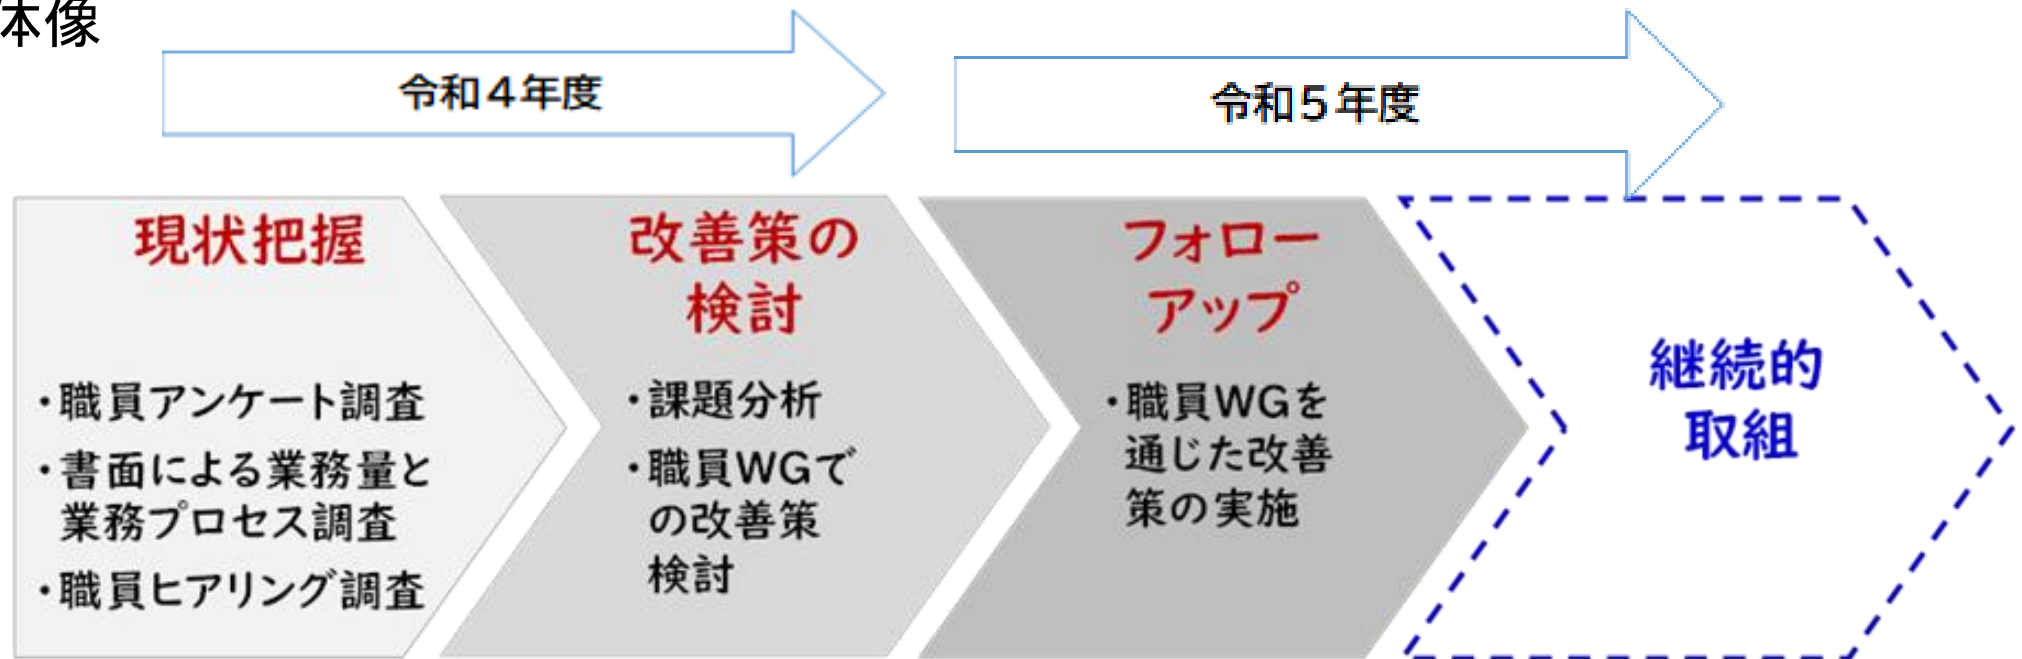 体像
令和4年度
令和5年度
現状把握
・職員アンケート調査
・書面による業務量と
業務プロセス調査
・職員ヒアリング調査
改善策の
検討
・課題分析
・職員WGで
の改善策
検討
フォロー
アップ
・職員WGを
通じた改善
策の実施
継続的
取組